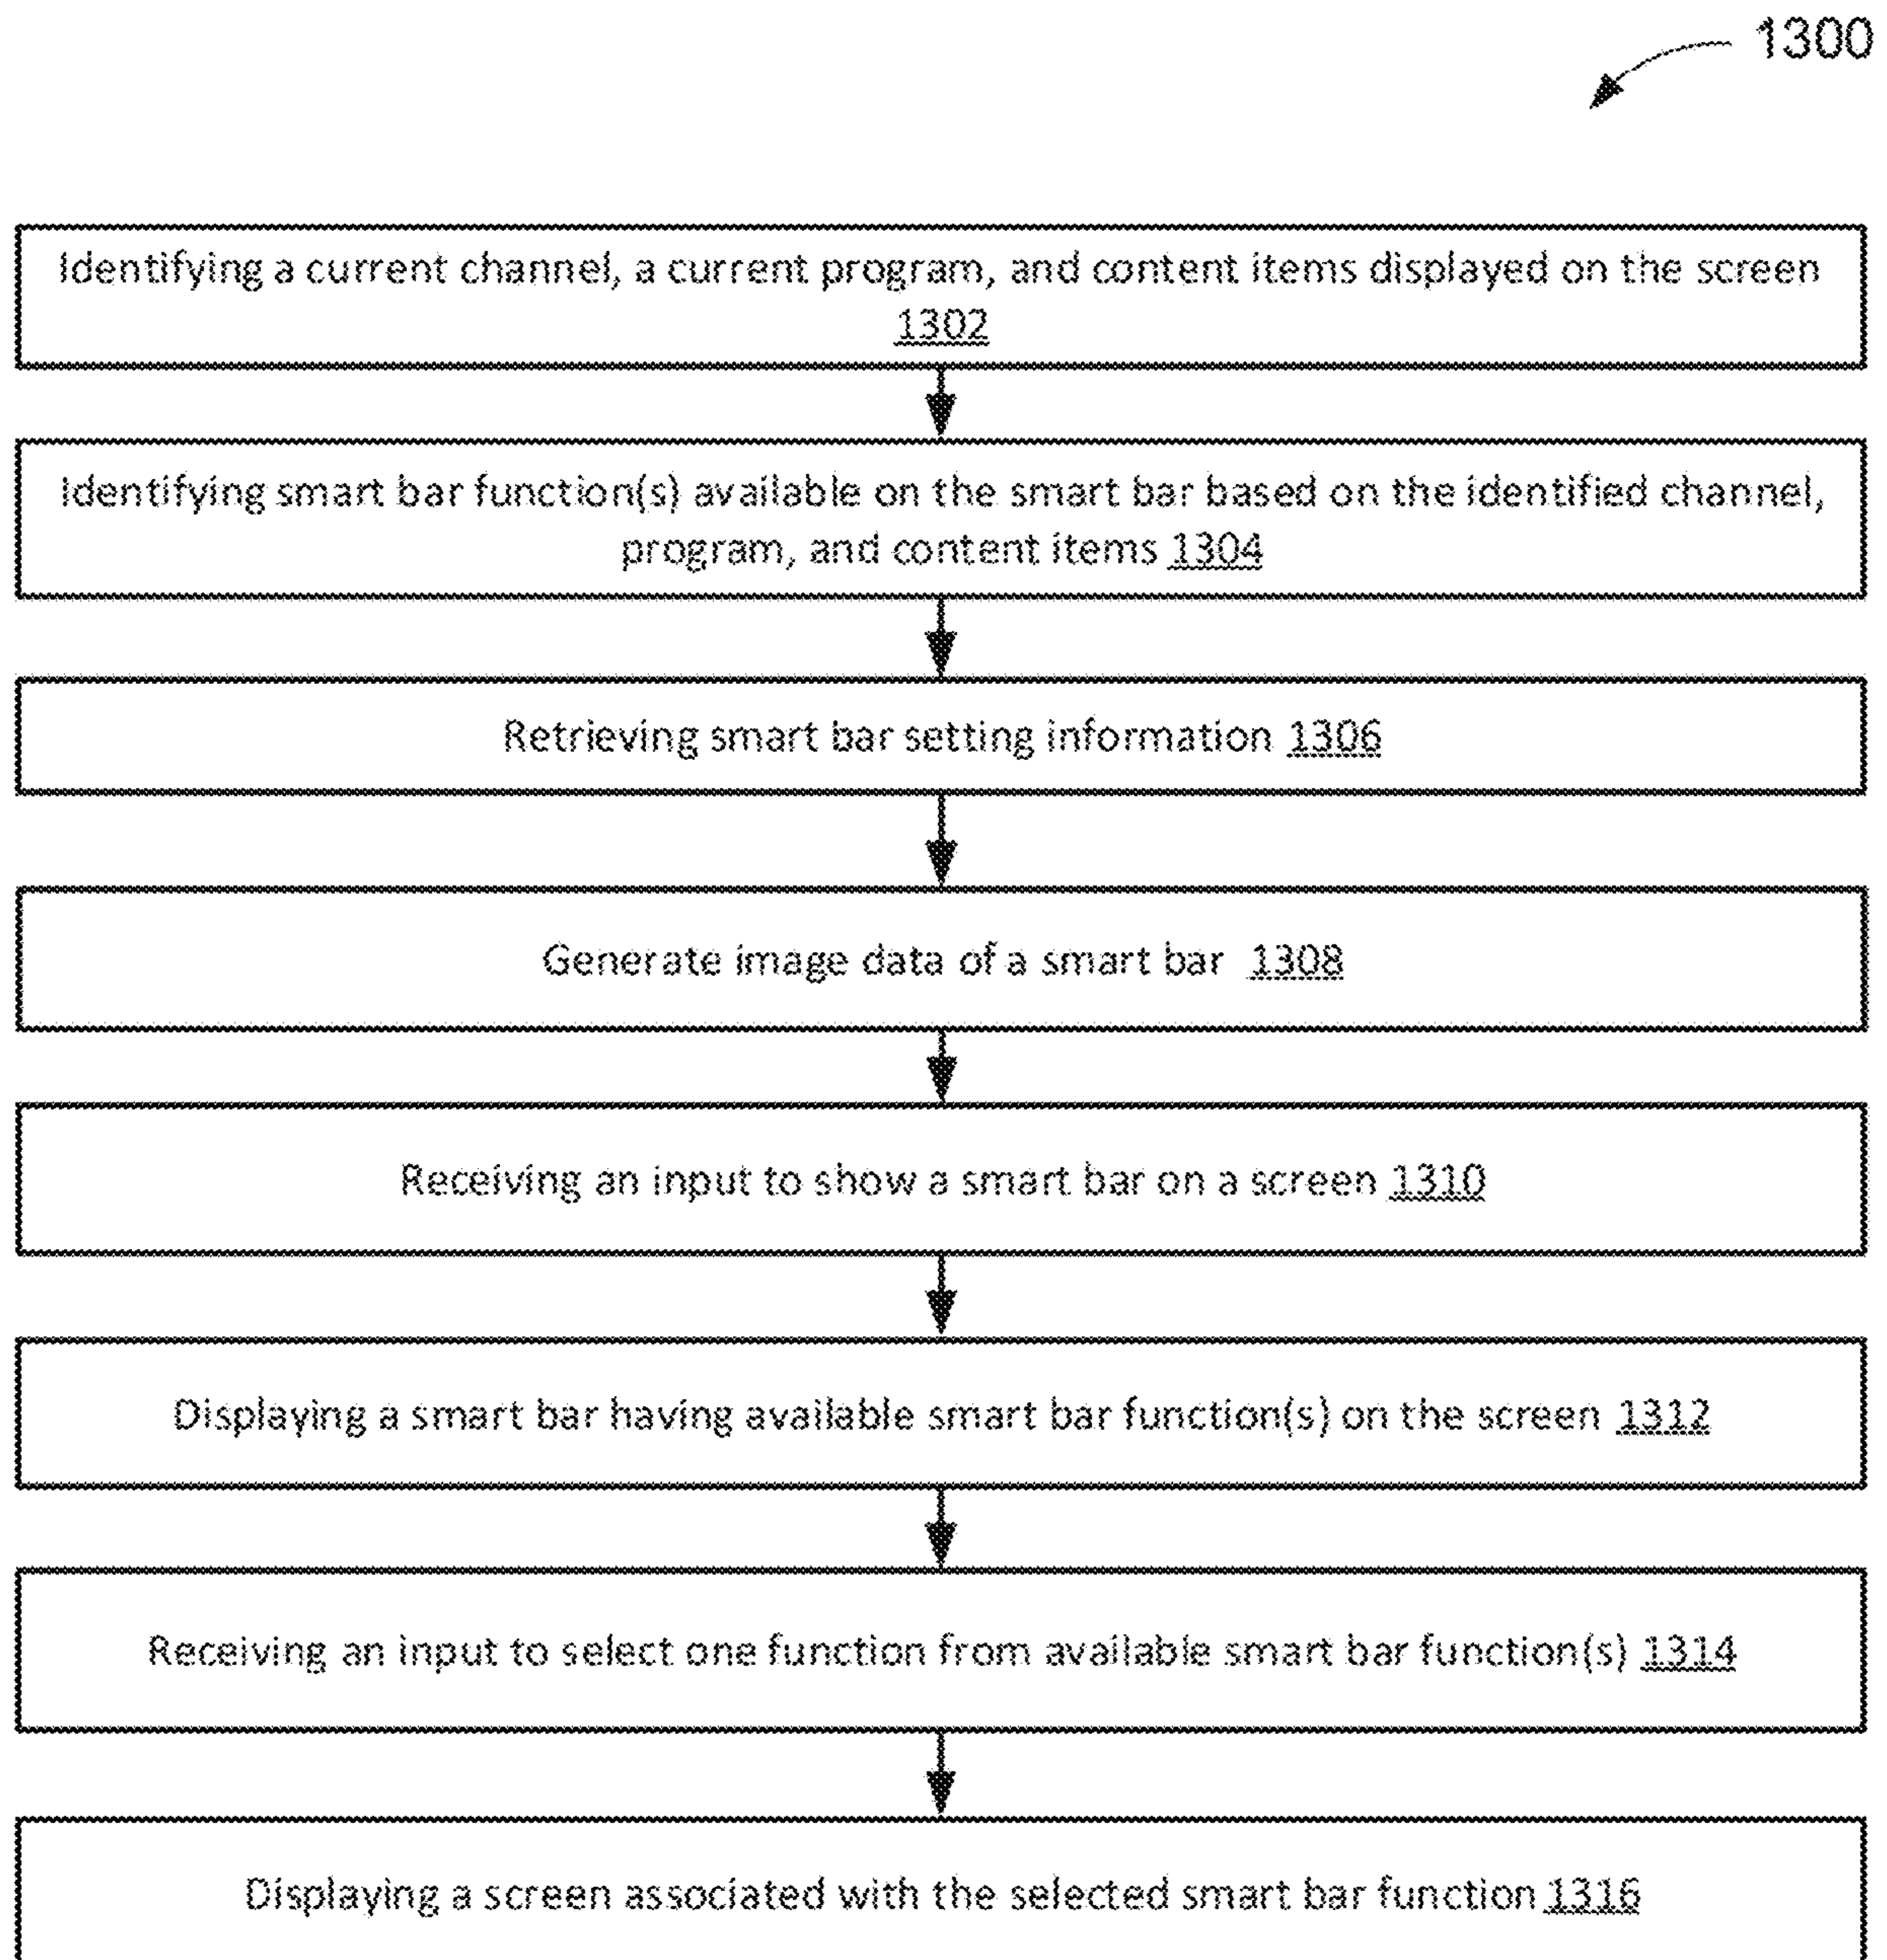 1300
Identifying a current channel, a current program, and content items displayed on the screen
1302
Identifying smart bar function(s) available on the smart bar based on the identified channel,
program, and content items 1304
Retrieving smart bar setting information 1306
Generate image data of a smart bar 1308
Receiving an input to show a smart bar on a screen 1310
Displaying a smart bar having available smart bar function(s) on the screen 1312
Receiving an input to select one function from available smart bar function(s) 1314
Displaying a screen associated with the selected smart bar function 1316